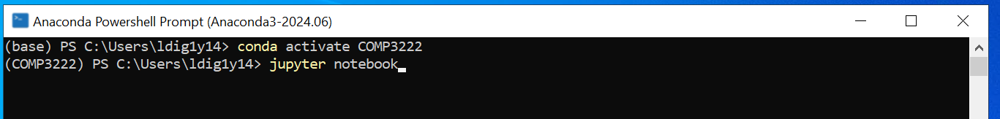 Anaconda Powershell Prompt (Anaconda3-2024.06)
(base) PS C:\Users\ldig1y14> conda activate COMP3222
(COMP3222) PS C:\Users\ldig1y14> jupyter notebook